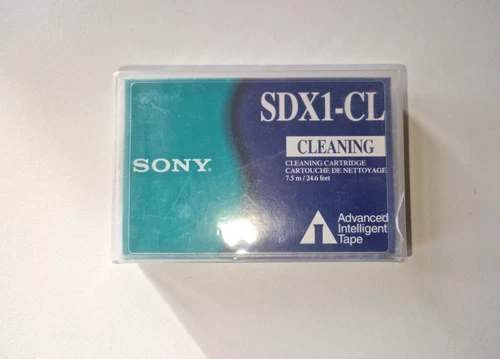 SDX1-CL
CLEANING
SONY®
CLEANING CARTRIDGE
CARTOUCHE DE NETTOYAGE
7.5 m / 24.6 feet
Advanced
Intelligent
Tape